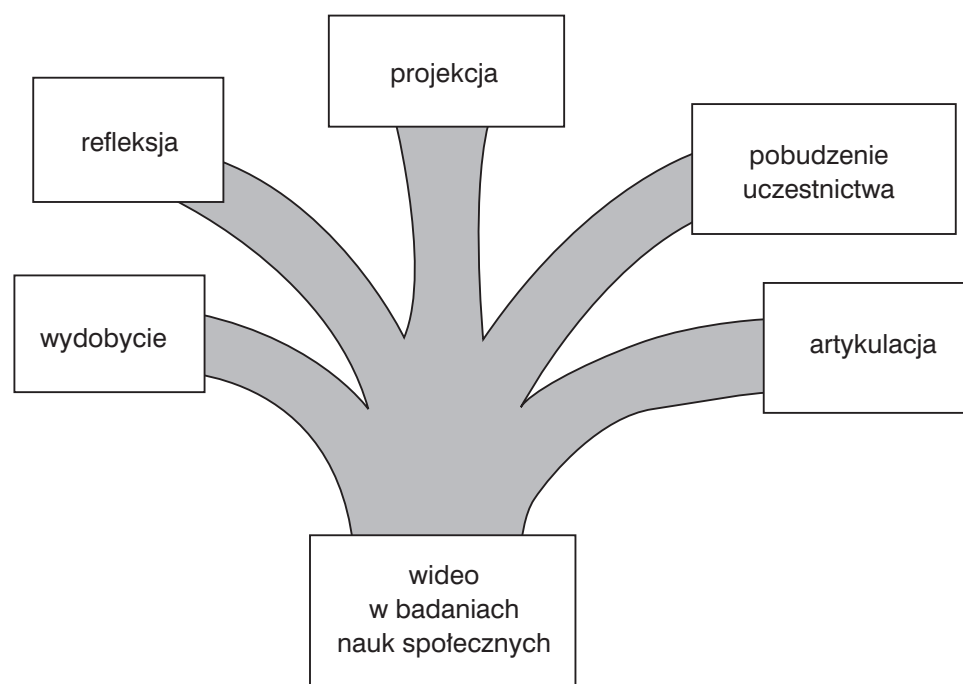 projekcja
refleksja
pobudzenie
uczestnictwa
wydobycie
artykulacja
wideo
w badaniach
nauk społecznych